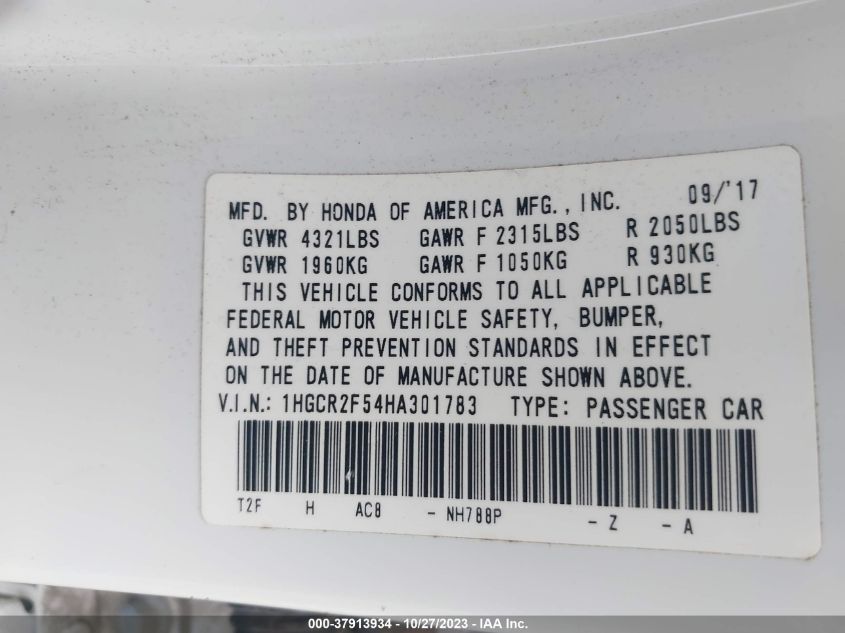 MFD. BY HONDA OF AMERICA MFG., INC. 09/'17
GVWR 4321LBS GAWR F 2315LBS R 2050LBS
GVWR 1960KG GAWR F 1050KG R 930KG
THIS VEHICLE CONFORMS TO ALL APPLICABLE
FEDERAL MOTOR VEHICLE SAFETY, BUMPER,
AND THEFT PREVENTION STANDARDS IN EFFECT
ON THE DATE OF MANUFACTURE SHOWN ABOVE.
V.I.N.: 1HGCR2F54HA301783 TYPE: PASSENGER CAR
T2F H AC8 - NH788P - Z - A
000-37913934 - 10/27/2023 - IAA Inc.